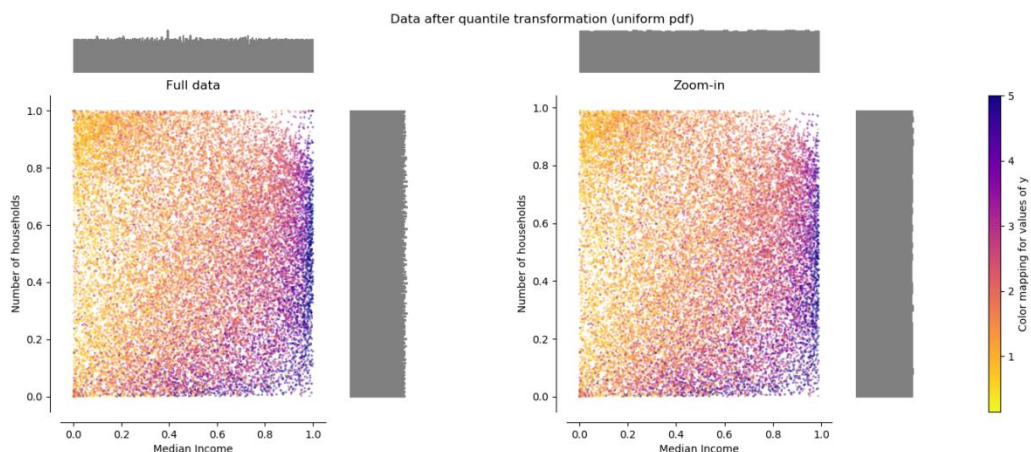 Data after quantile transformation (uniform pdf)
Full data
Zoom-in
1.0
0.8
0.6
0.4
0.2
0.0
Number of households
0.0 0.2 0.4 0.6 0.8 1.0
Median Income
1.0
0.8
0.6
0.4
0.2
0.0
Number of households
0.0 0.2 0.4 0.6 0.8 1.0
Median Income
5
4
3
2
1
Color mapping for values of y